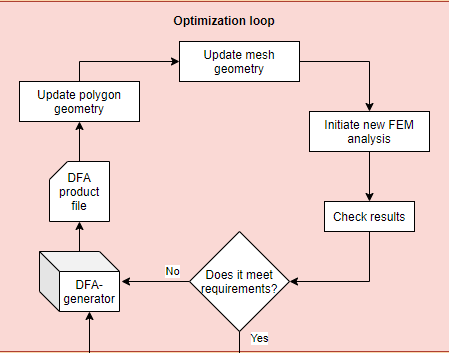 Optimization loop
Update mesh
geometry
Update polygon
geometry
Initiate new FEM
analysis
DFA
product
file
Check results
No
Does it meet
requirements?
DFA-
generator
Yes